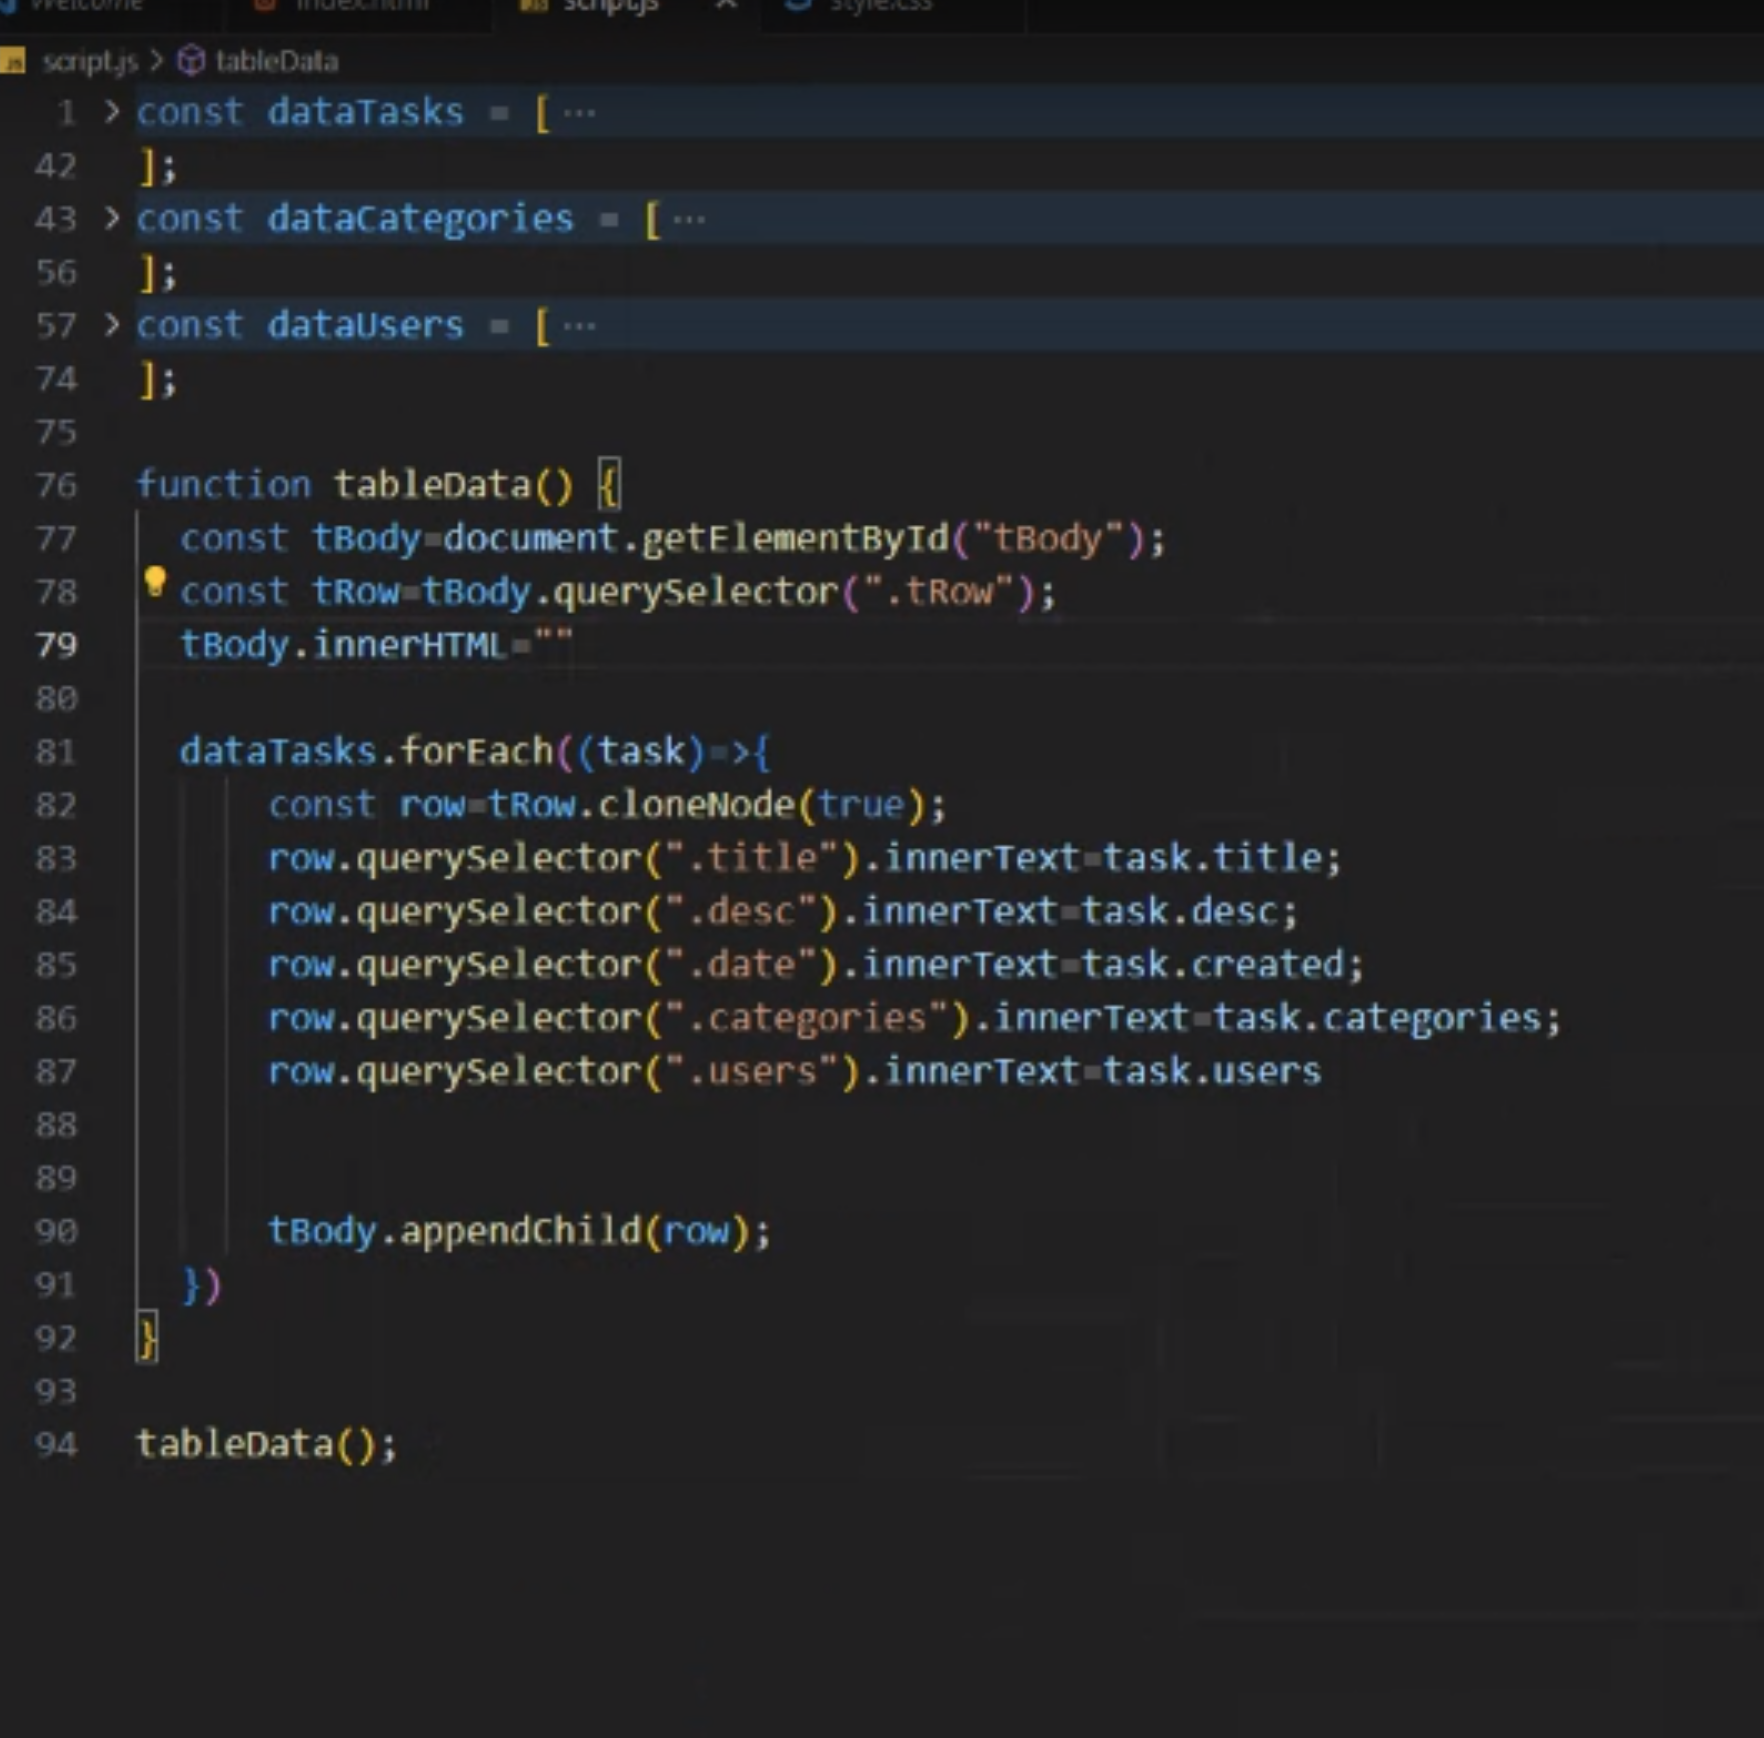 Welcome index.html script.js style.css
script.js > tableData
1 > const dataTasks = [ ···
42 ];
43 > const dataCategories = [ ···
56 ];
57 > const dataUsers = [ ···
74 ];
75
76 function tableData() {
77 const tBody=document.getElementById("tBody");
78 const tRow=tBody.querySelector(".tRow");
79 tBody.innerHTML=""
80
81 dataTasks.forEach((task)=>{
82 const row=tRow.cloneNode(true);
83 row.querySelector(".title").innerText=task.title;
84 row.querySelector(".desc").innerText=task.desc;
85 row.querySelector(".date").innerText=task.created;
86 row.querySelector(".categories").innerText=task.categories;
87 row.querySelector(".users").innerText=task.users
88
89
90 tBody.appendChild(row);
91 })
92 }
93
94 tableData();